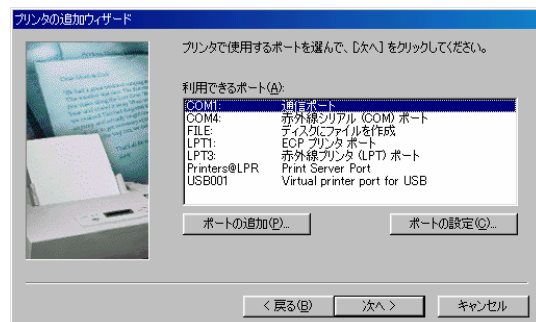 プリンタの追加ウィザード
プリンタで使用するポートを選んで、[次へ] をクリックしてください。
利用できるポート(A):
COM1: 通信ポート
COM4: 赤外線シリアル (COM) ポート
FILE: ディスクにファイルを作成
LPT1: ECP プリンタ ポート
LPT3: 赤外線プリンタ (LPT) ポート
Printers@LPR Print Server Port
USB001 Virtual printer port for USB
ポートの追加(P)... ポートの設定(C)...
< 戻る(B) 次へ > キャンセル